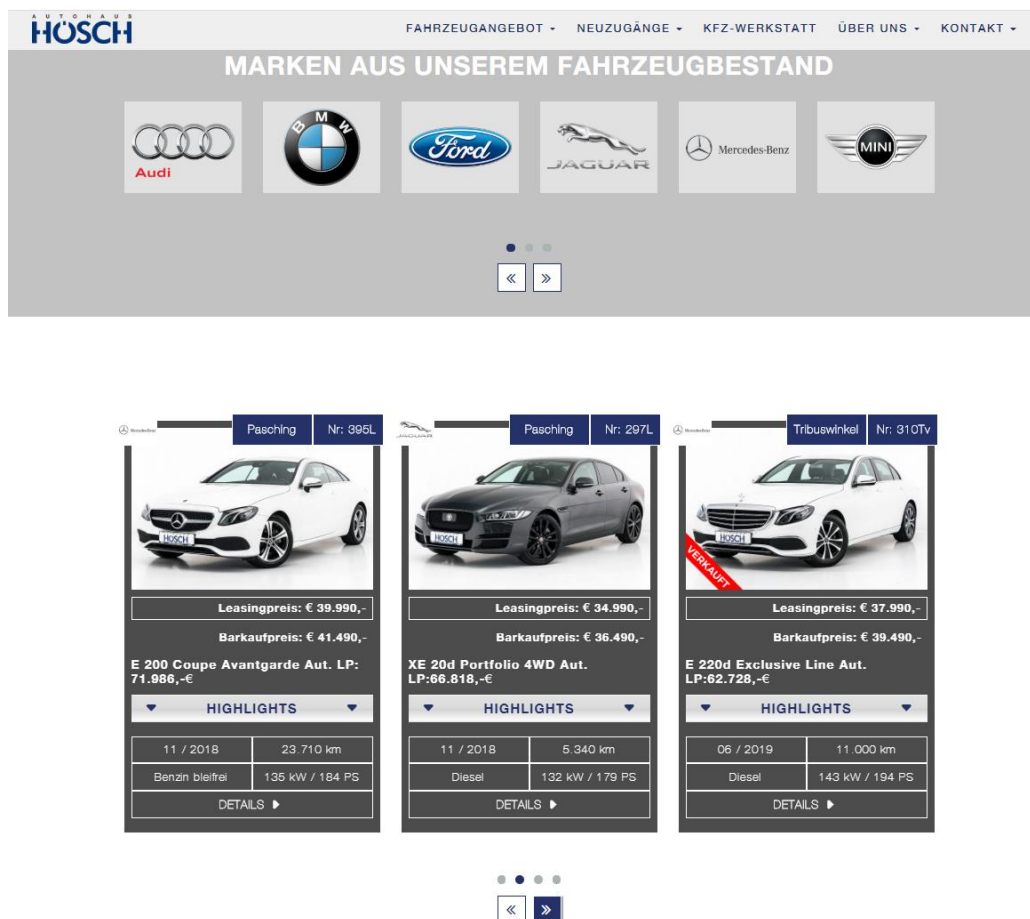 AUTOHAUS
HÖSCH
FAHRZEUGANGEBOT NEUZUGÄNGE KFZ-WERKSTATT ÜBER UNS KONTAKT
MARKEN AUS UNSEREM FAHRZEUGBESTAND
Audi
BMW
Ford
JAGUAR
Mercedes-Benz
MINI
« »
Pasching Nr: 395L
HÖSCH
Leasingpreis: € 39.990,-
Barkaufpreis: € 41.490,-
E 200 Coupe Avantgarde Aut. LP:
71.986,-€
HIGHLIGHTS
11 / 2018 23.710 km
Benzin bleifrei 135 kW / 184 PS
DETAILS
JAGUAR
Pasching Nr: 297L
HÖSCH
Leasingpreis: € 34.990,-
Barkaufpreis: € 36.490,-
XE 20d Portfolio 4WD Aut.
LP:66.818,-€
HIGHLIGHTS
11 / 2018 5.340 km
Diesel 132 kW / 179 PS
DETAILS
Tribuswinkel Nr: 310Tv
HÖSCH
VERKAUFT
Leasingpreis: € 37.990,-
Barkaufpreis: € 39.490,-
E 220d Exclusive Line Aut.
LP:62.728,-€
HIGHLIGHTS
06 / 2019 11.000 km
Diesel 143 kW / 194 PS
DETAILS
« »